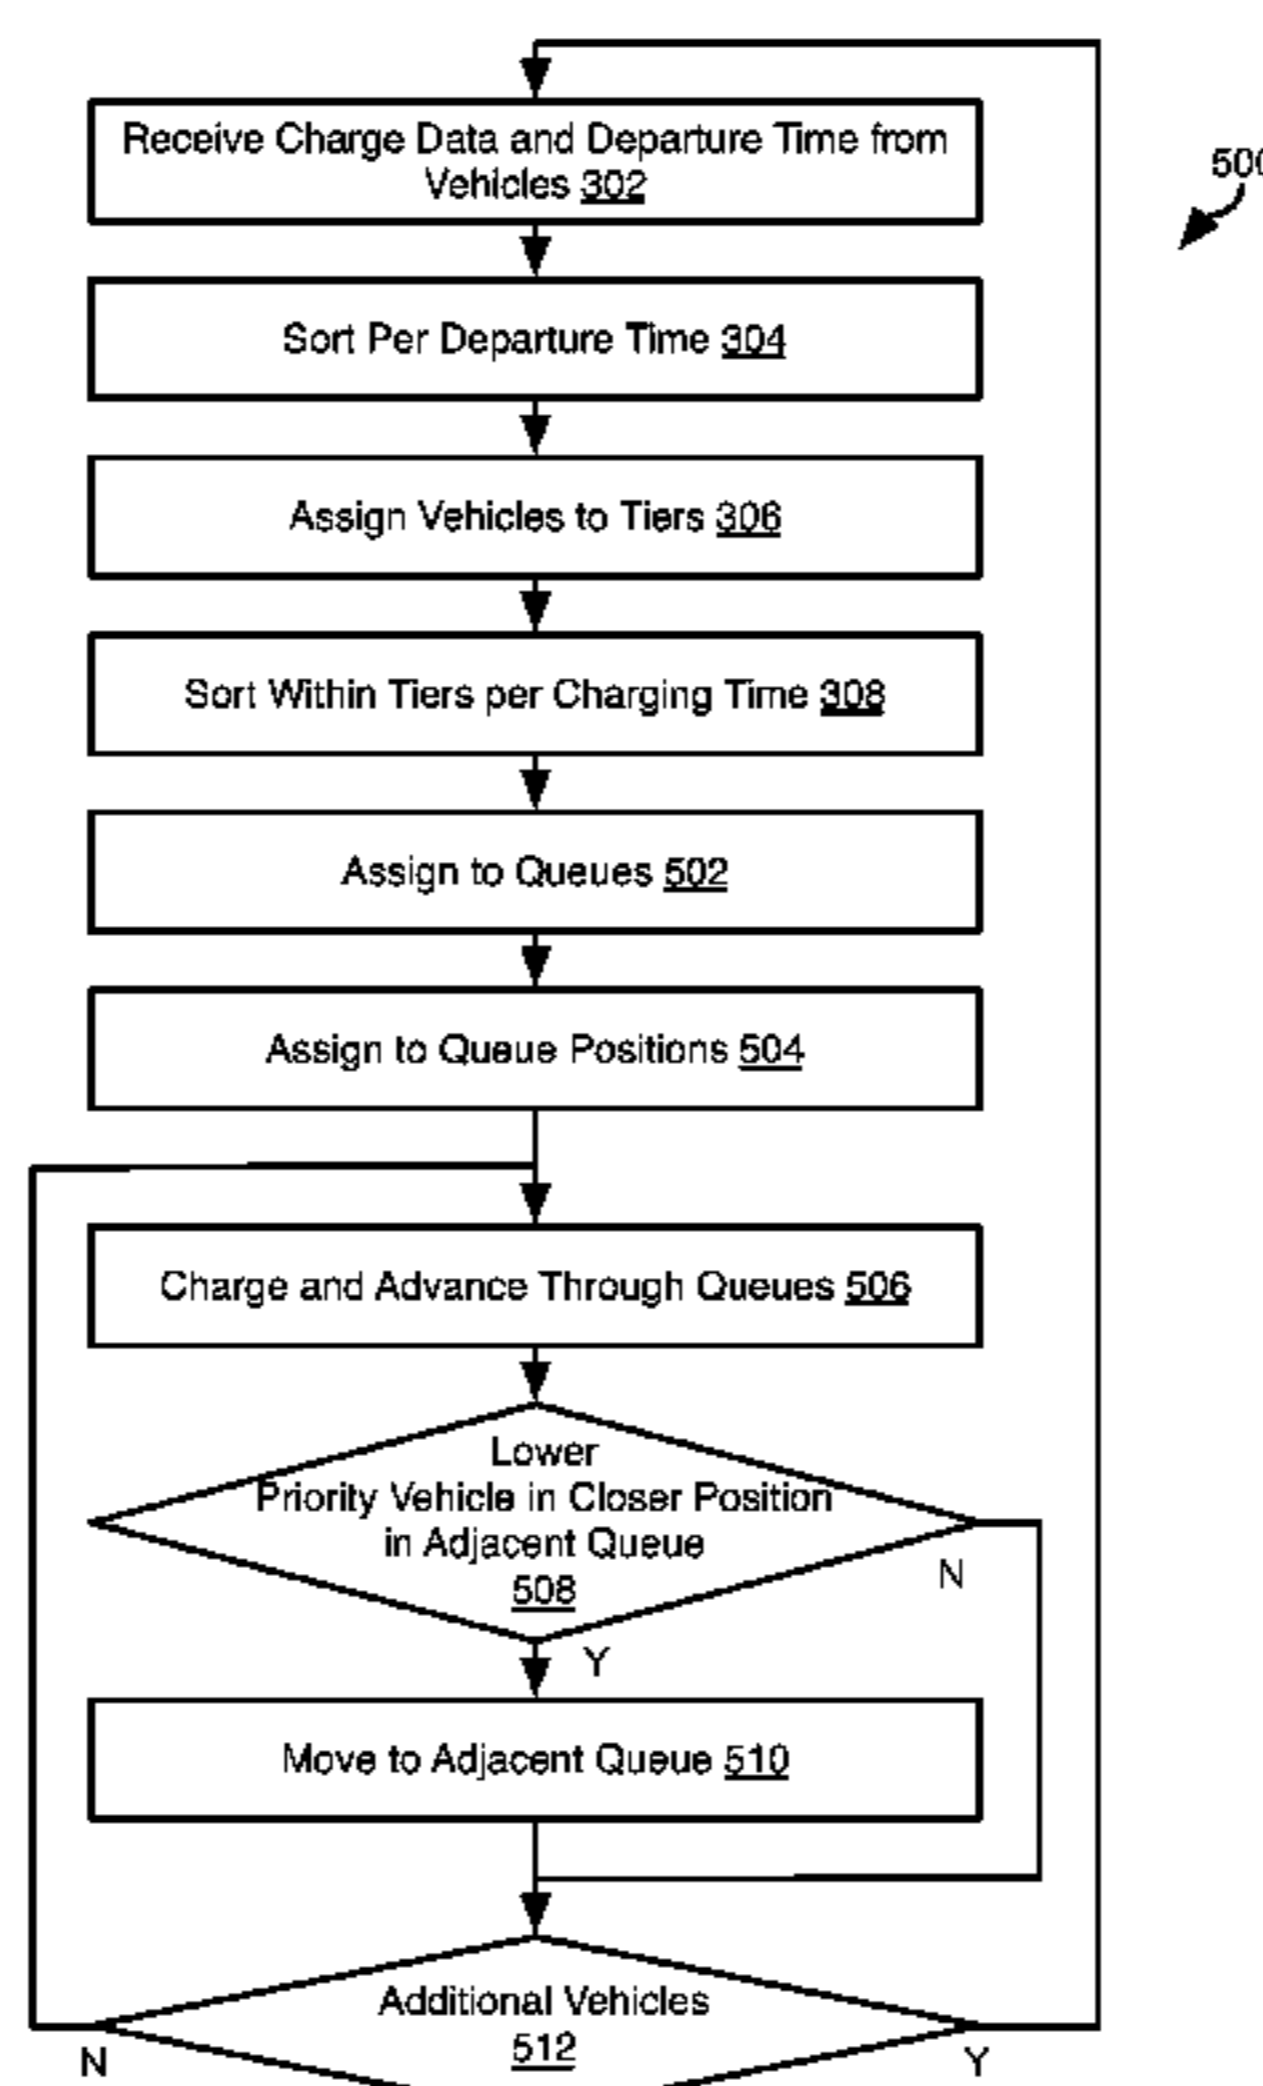 Receive Charge Data and Departure Time from
Vehicles 302
Sort Per Departure Time 304
Assign Vehicles to Tiers 306
Sort Within Tiers per Charging Time 308
Assign to Queues 502
Assign to Queue Positions 504
Charge and Advance Through Queues 506
Lower
Priority Vehicle in Closer Position
in Adjacent Queue
508
N
Y
Move to Adjacent Queue 510
Additional Vehicles
512
N
Y